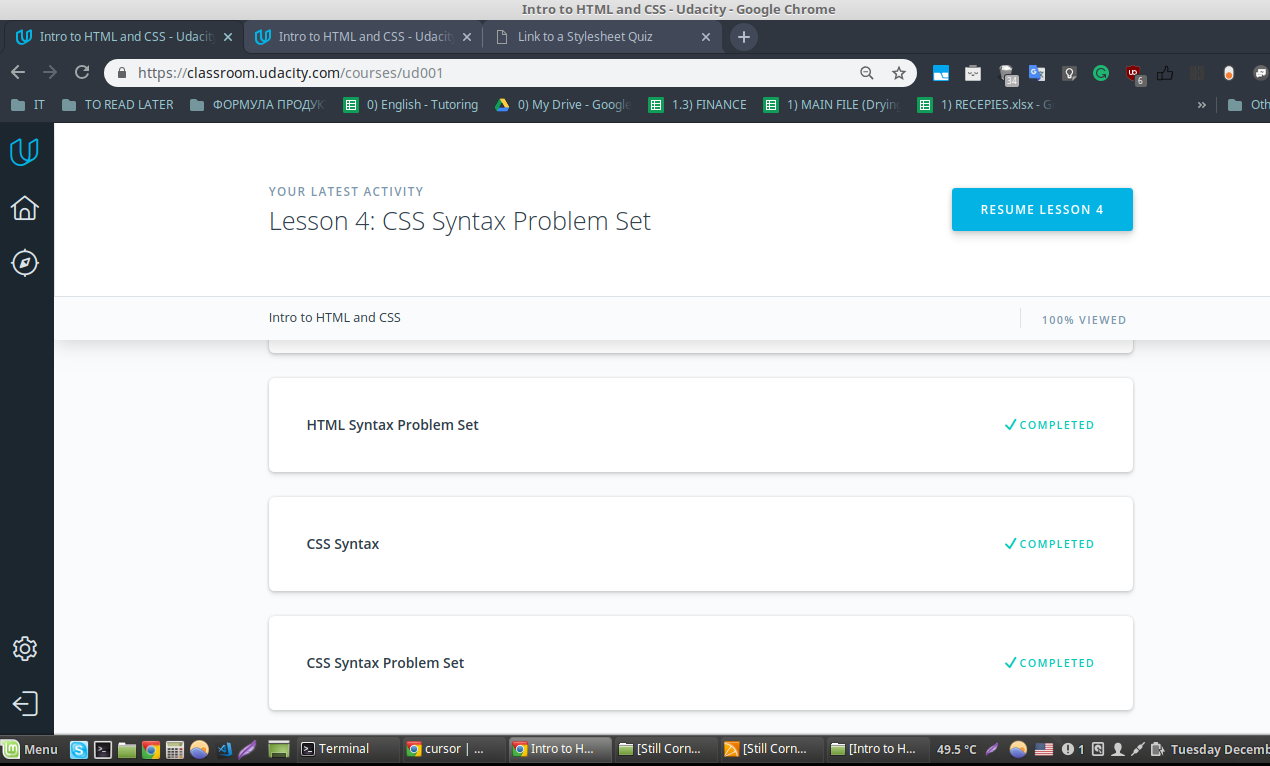 Intro to HTML and CSS - Udacity - Google Chrome
Intro to HTML and CSS - Udacity
Intro to HTML and CSS - Udacity
Link to a Stylesheet Quiz
https://classroom.udacity.com/courses/ud001
34
6
IT
TO READ LATER
ФОРМУЛА ПРОДУК
0) English - Tutoring
0) My Drive - Google
1.3) FINANCE
1) MAIN FILE (Drying
1) RECEPIES.xlsx - G
»
Oth
YOUR LATEST ACTIVITY
Lesson 4: CSS Syntax Problem Set
RESUME LESSON 4
Intro to HTML and CSS
100% VIEWED
HTML Syntax Problem Set
COMPLETED
CSS Syntax
COMPLETED
CSS Syntax Problem Set
COMPLETED
Menu
Terminal
cursor | ...
Intro to H...
[Still Corn...
[Still Corn...
[Intro to H...
49.5 °C
1
Tuesday Decemb